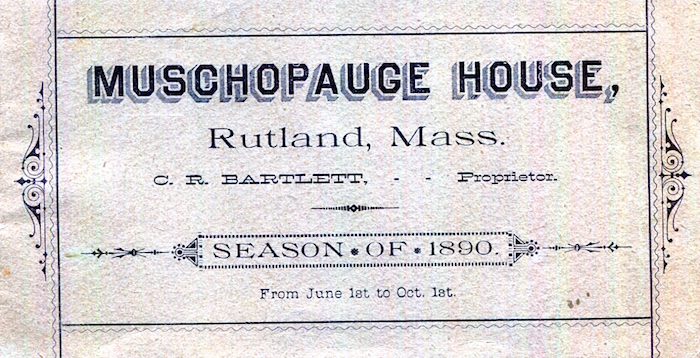 MUSCHOPAUGE HOUSE,
Rutland, Mass.
C. R. BARTLETT, - - Proprietor.
SEASON * OF * 1890.
From June 1st to Oct. 1st.